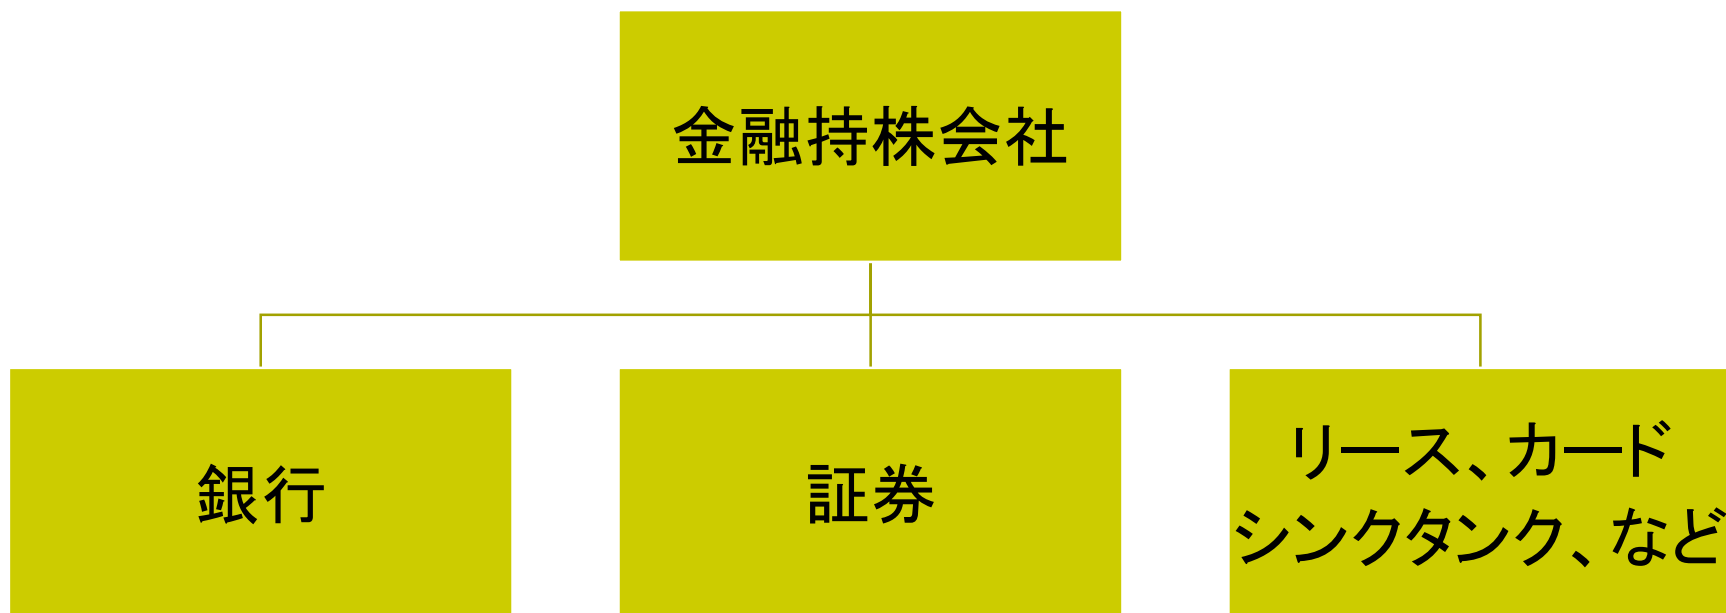 金融持株会社
銀行
証券
リース、カード
シンクタンク、など